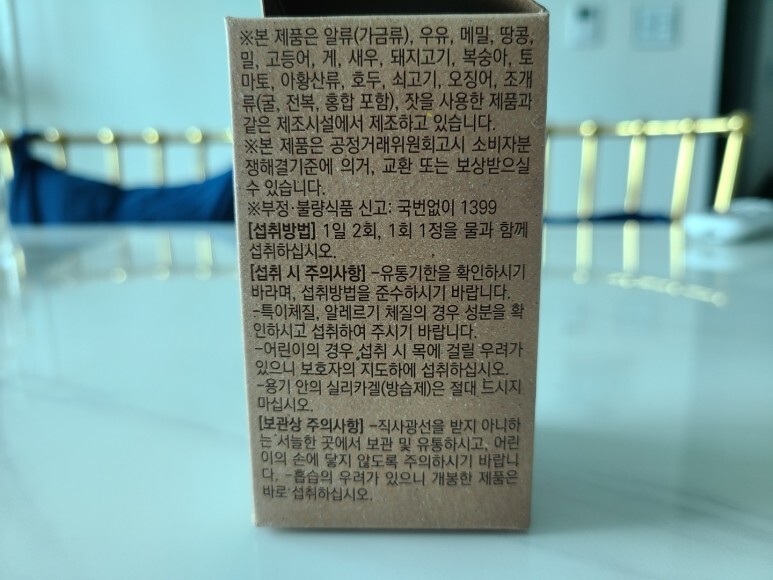 ※본 제품은 알류(가금류), 우유, 메밀, 땅콩,
밀, 고등어, 게, 새우, 돼지고기, 복숭아, 토
마토, 아황산류, 호두, 쇠고기, 오징어, 조개
류(굴, 전복, 홍합 포함), 잣을 사용한 제품과
같은 제조시설에서 제조하고 있습니다.
※본 제품은 공정거래위원회고시 소비자분
쟁해결기준에 의거, 교환 또는 보상받으실
수 있습니다.
※부정·불량식품 신고: 국번없이 1399
[섭취방법] 1일 2회, 1회 1정을 물과 함께
섭취하십시오.
[섭취 시 주의사항] -유통기한을 확인하시기
바라며, 섭취방법을 준수하시기 바랍니다.
-특이체질, 알레르기 체질의 경우 성분을 확
인하시고 섭취하여 주시기 바랍니다.
-어린이의 경우 섭취 시 목에 걸릴 우려가
있으니 보호자의 지도하에 섭취하십시오.
-용기 안의 실리카겔(방습제)은 절대 드시지
마십시오.
[보관상 주의사항] -직사광선을 받지 아니하
는 서늘한 곳에서 보관 및 유통하시고, 어린
이의 손에 닿지 않도록 주의하시기 바랍니
다. -흡습의 우려가 있으니 개봉한 제품은
바로 섭취하십시오.